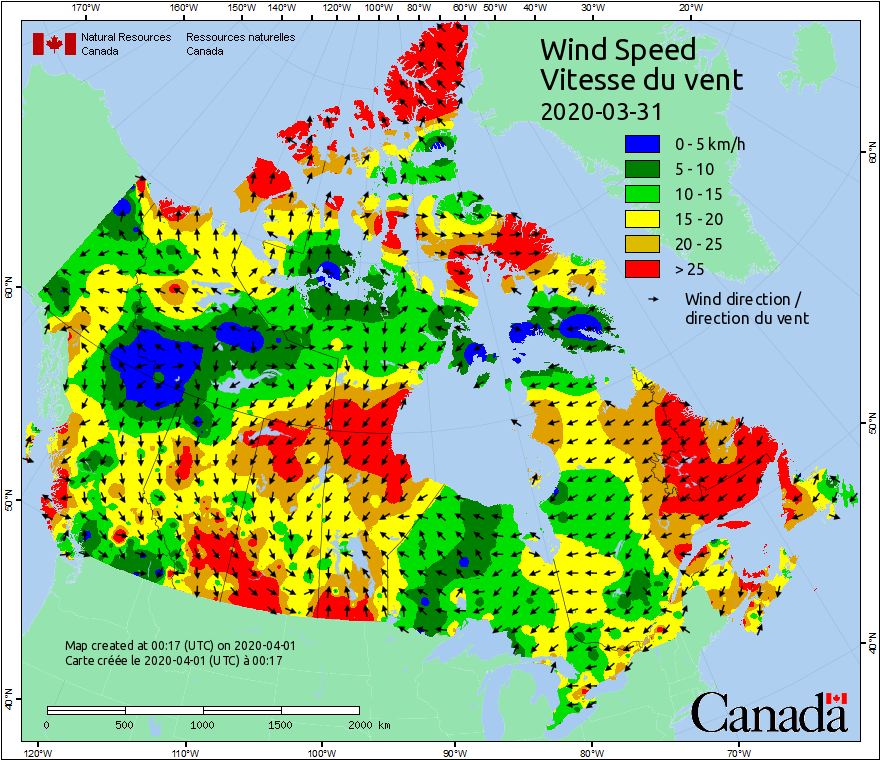 170°W 160°W 150°W 140°W 120°W 100°W 80°W 60°W 50°W 40°W 30°W 20°W
Natural Resources Ressources naturelles
Canada Canada
Wind Speed
Vitesse du vent
2020-03-31
0 - 5 km/h
5 - 10
10 - 15
15 - 20
20 - 25
> 25
Wind direction /
direction du vent
60°N
60°N
50°N
50°N
40°N
40°N
Map created at 00:17 (UTC) on 2020-04-01
Carte créée le 2020-04-01 (UTC) à 00:17
0 500 1000 1500 2000 km
Canada
120°W 110°W 100°W 90°W 80°W 70°W